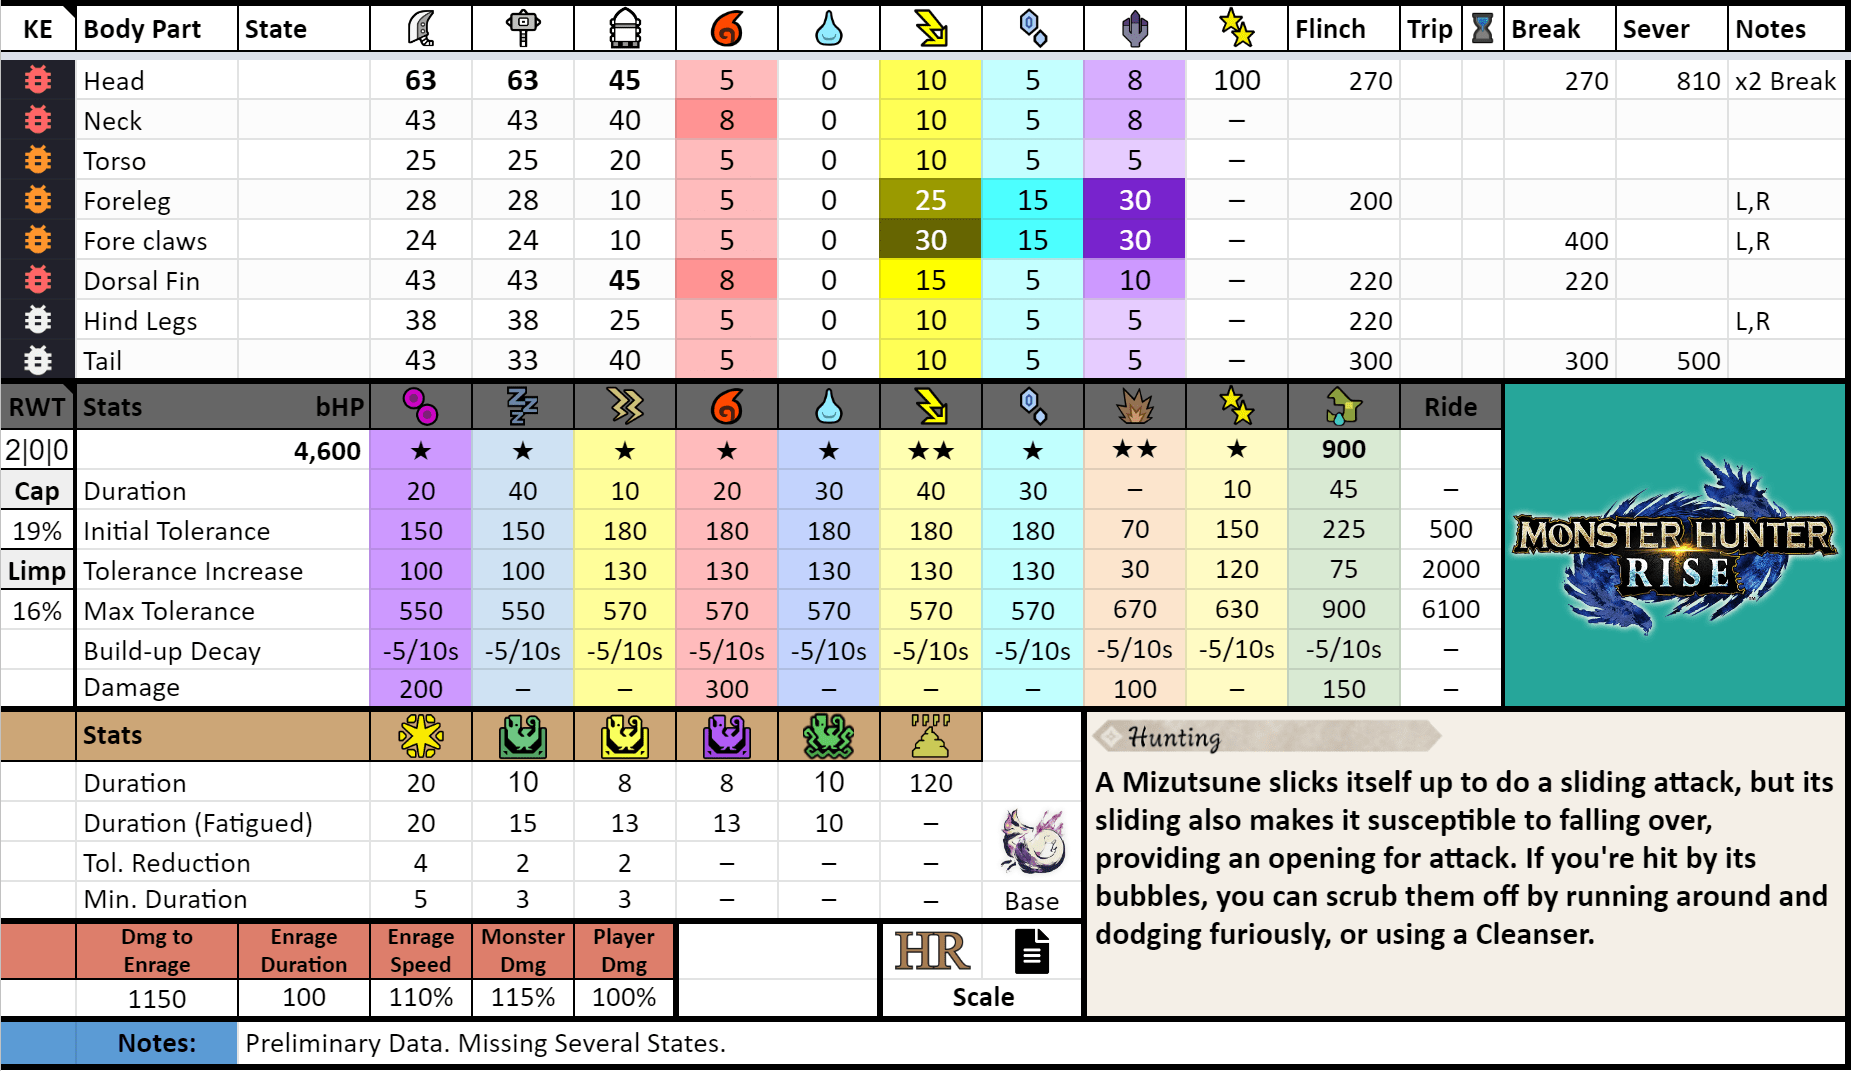 KE Body Part State Flinch Trip Break Sever Notes
Head 63 63 45 5 0 10 5 8 100 270 270 810 x2 Break
Neck 43 43 40 8 0 10 5 8 –
Torso 25 25 20 5 0 10 5 5 –
Foreleg 28 28 10 5 0 25 15 30 – 200 L,R
Fore claws 24 24 10 5 0 30 15 30 – 400 L,R
Dorsal Fin 43 43 45 8 0 15 5 10 – 220 220
Hind Legs 38 38 25 5 0 10 5 5 – 220 L,R
Tail 43 33 40 5 0 10 5 5 – 300 300 500
RWT Stats bHP Ride
2|0|0 4,600 ★ ★ ★ ★ ★ ★★ ★ ★★ ★ 900
Cap Duration 20 40 10 20 30 40 30 – 10 45 –
19% Initial Tolerance 150 150 180 180 180 180 180 70 150 225 500
Limp Tolerance Increase 100 100 130 130 130 130 130 30 120 75 2000
16% Max Tolerance 550 550 570 570 570 570 570 670 630 900 6100
Build-up Decay -5/10s -5/10s -5/10s -5/10s -5/10s -5/10s -5/10s -5/10s -5/10s -5/10s –
Damage 200 – – 300 – – – 100 – 150 –
MONSTER HUNTER
RISE
Stats
Duration 20 10 8 8 10 120
Duration (Fatigued) 20 15 13 13 10 –
Tol. Reduction 4 2 2 – – –
Min. Duration 5 3 3 – – – Base
Hunting
A Mizutsune slicks itself up to do a sliding attack, but its
sliding also makes it susceptible to falling over,
providing an opening for attack. If you're hit by its
bubbles, you can scrub them off by running around and
dodging furiously, or using a Cleanser.
Dmg to Enrage Enrage Monster Player
Enrage Duration Speed Dmg Dmg
1150 100 110% 115% 100%
HR
Scale
Notes: Preliminary Data. Missing Several States.